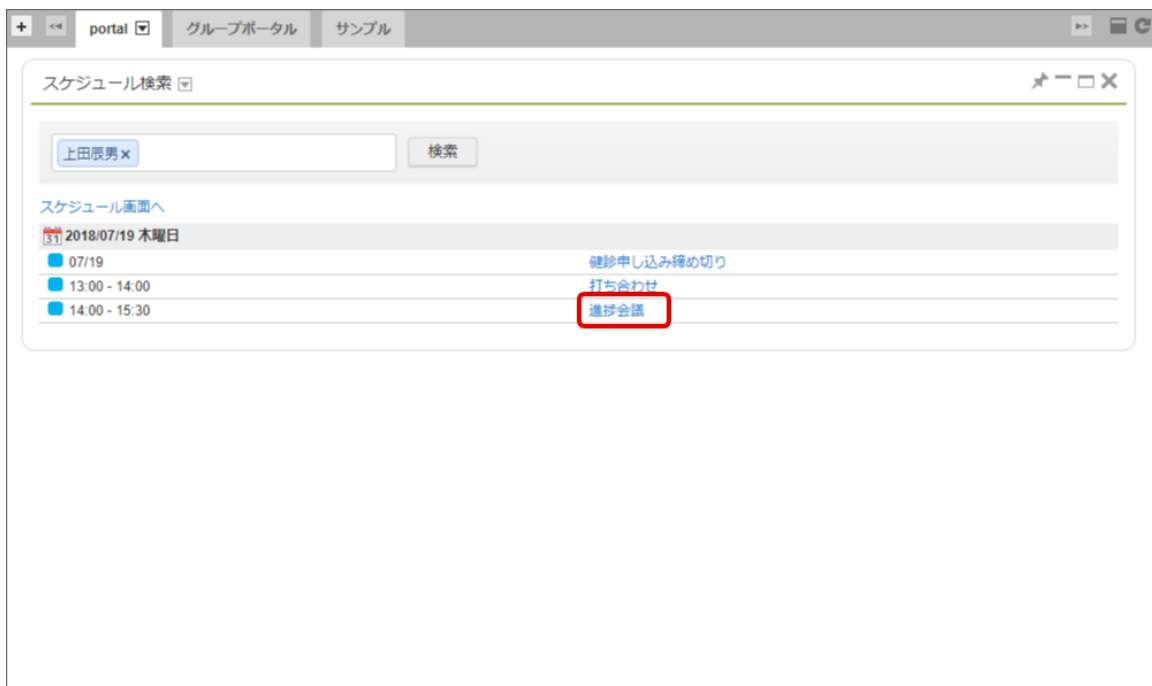 portal グループポータル サンプル
スケジュール検索
上田辰男 × 検索
スケジュール画面へ
31 2018/07/19 木曜日
07/19 健診申し込み締め切り
13:00 - 14:00 打ち合わせ
14:00 - 15:30 進捗会議